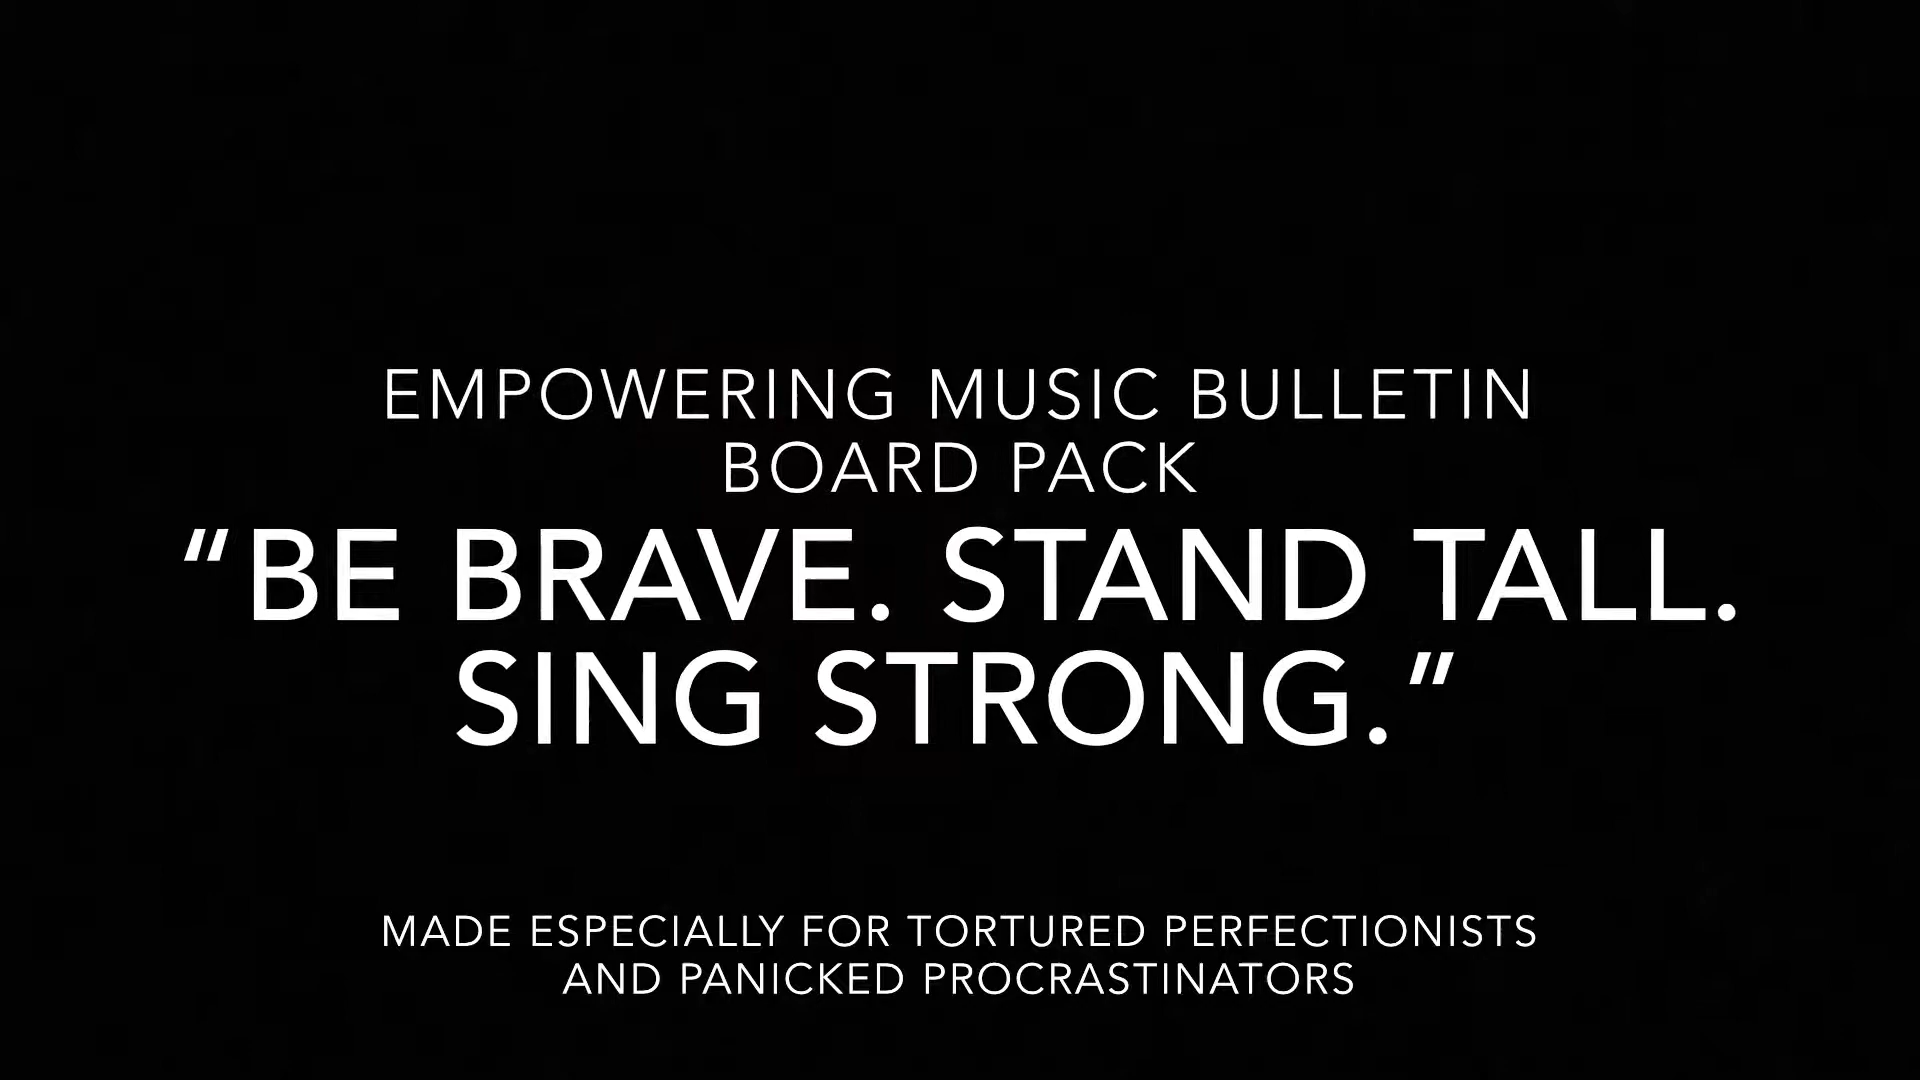 EMPOWERING MUSIC BULLETIN
BOARD PACK
“BE BRAVE. STAND TALL.
SING STRONG.”
MADE ESPECIALLY FOR TORTURED PERFECTIONISTS
AND PANICKED PROCRASTINATORS